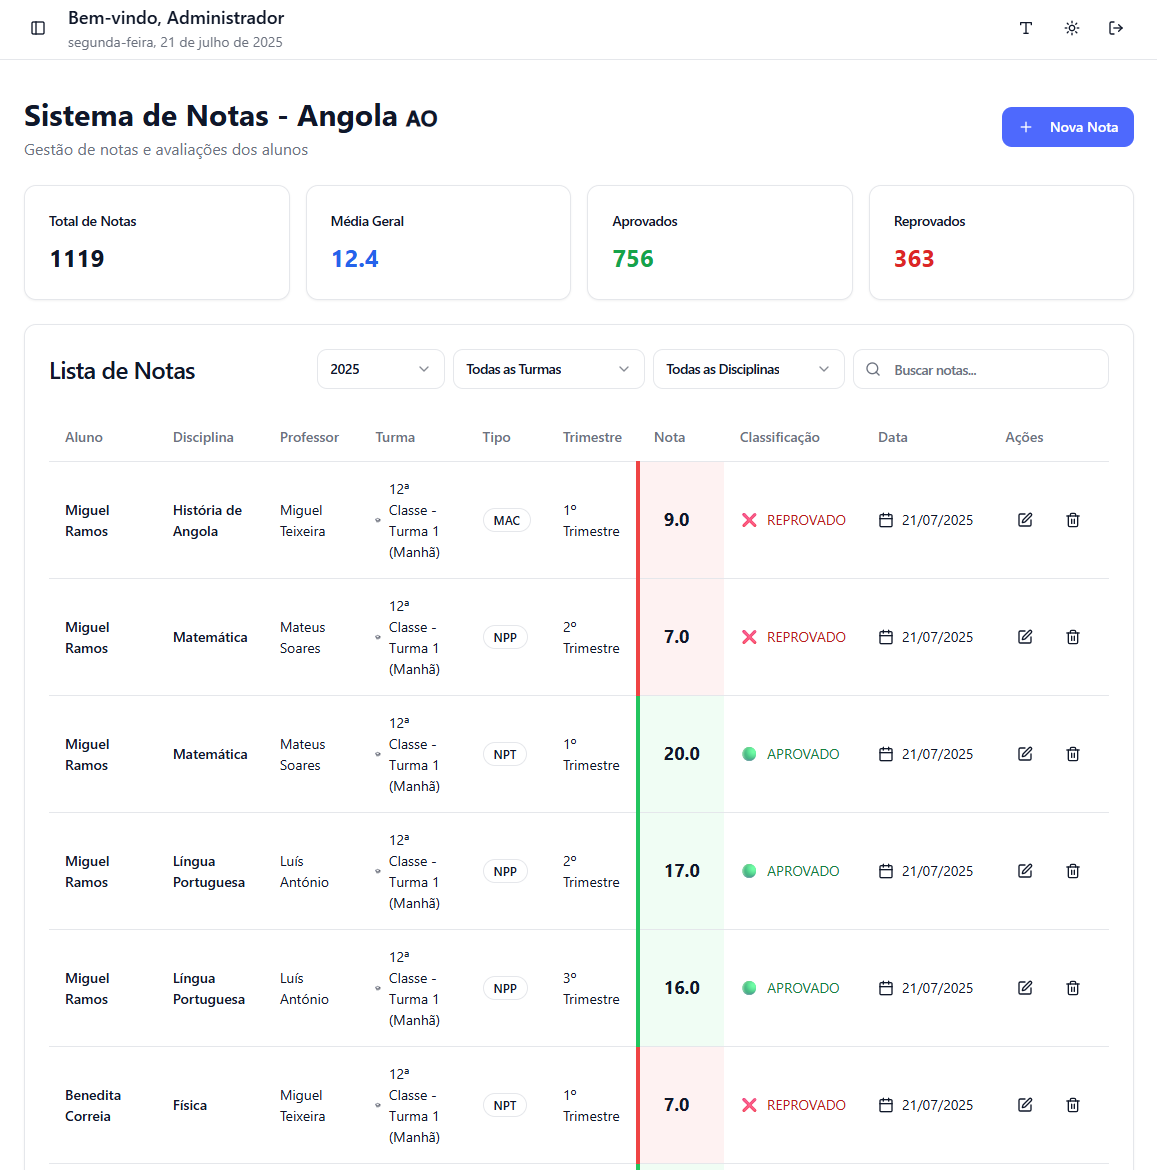 Bem-vindo, Administrador
segunda-feira, 21 de julho de 2025
Sistema de Notas - Angola AO
Gestão de notas e avaliações dos alunos
+ Nova Nota
Total de Notas
1119
Média Geral
12.4
Aprovados
756
Reprovados
363
Lista de Notas
2025
Todas as Turmas
Todas as Disciplinas
Buscar notas...
Aluno Disciplina Professor Turma Tipo Trimestre Nota Classificação Data Ações
Miguel Ramos História de Angola Miguel Teixeira 12ª Classe - Turma 1 (Manhã) MAC 1º Trimestre 9.0 REPROVADO 21/07/2025
Miguel Ramos Matemática Mateus Soares 12ª Classe - Turma 1 (Manhã) NPP 2º Trimestre 7.0 REPROVADO 21/07/2025
Miguel Ramos Matemática Mateus Soares 12ª Classe - Turma 1 (Manhã) NPT 1º Trimestre 20.0 APROVADO 21/07/2025
Miguel Ramos Língua Portuguesa Luís António 12ª Classe - Turma 1 (Manhã) NPP 2º Trimestre 17.0 APROVADO 21/07/2025
Miguel Ramos Língua Portuguesa Luís António 12ª Classe - Turma 1 (Manhã) NPP 3º Trimestre 16.0 APROVADO 21/07/2025
Benedita Correia Física Miguel Teixeira 12ª Classe - Turma 1 (Manhã) NPT 1º Trimestre 7.0 REPROVADO 21/07/2025